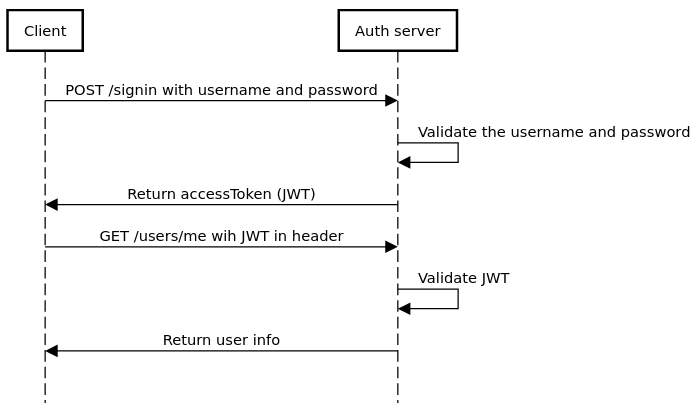 Client
Auth server
POST /signin with username and password
Validate the username and password
Return accessToken (JWT)
GET /users/me wih JWT in header
Validate JWT
Return user info